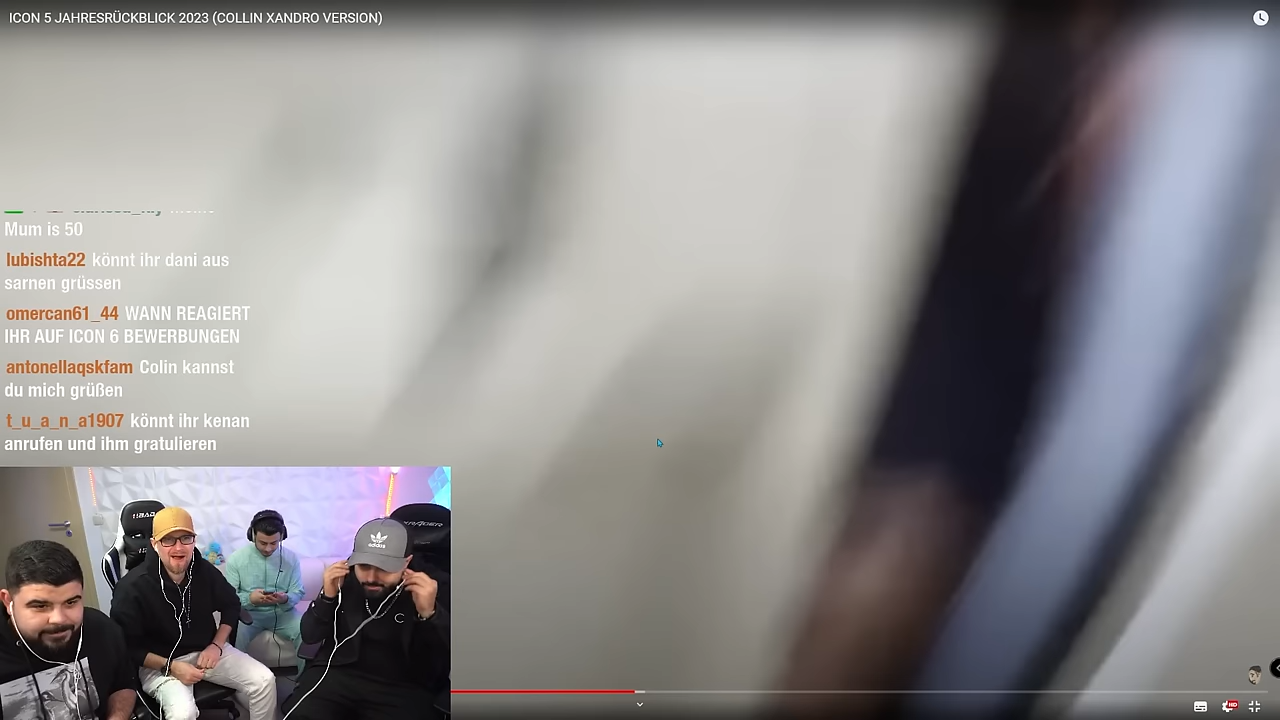 ICON 5 JAHRESRÜCKBLICK 2023 (COLLIN XANDRO VERSION)
Mum is 50
lubishta22 könnt ihr dani aus
sarnen grüssen
omercan61_44 WANN REAGIERT
IHR AUF ICON 6 BEWERBUNGEN
antonellaqskfam Colin kannst
du mich grüßen
t_u_a_n_a1907 könnt ihr kenan
anrufen und ihm gratulieren
adidas
HD